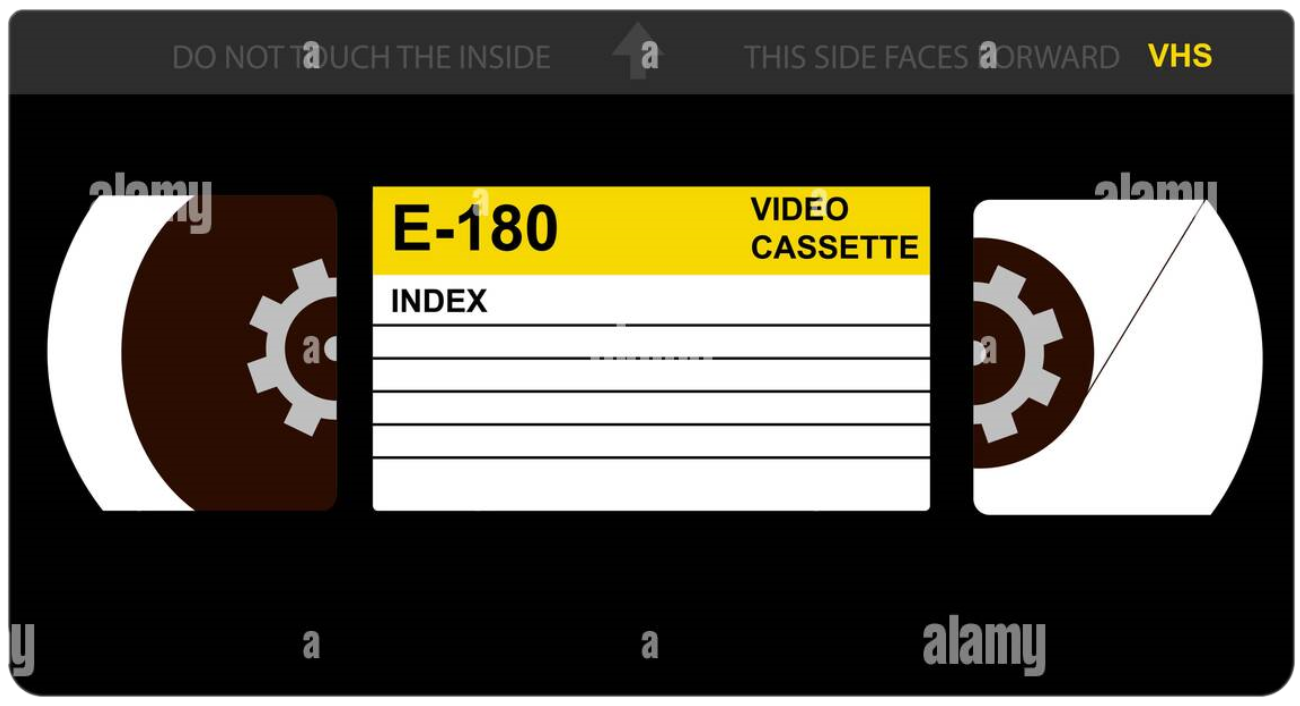 DO NOT TOUCH THE INSIDE THIS SIDE FACES FORWARD VHS
alamy alamy
E-180 VIDEO
CASSETTE
INDEX
a a a
a a
a a
a a alamy